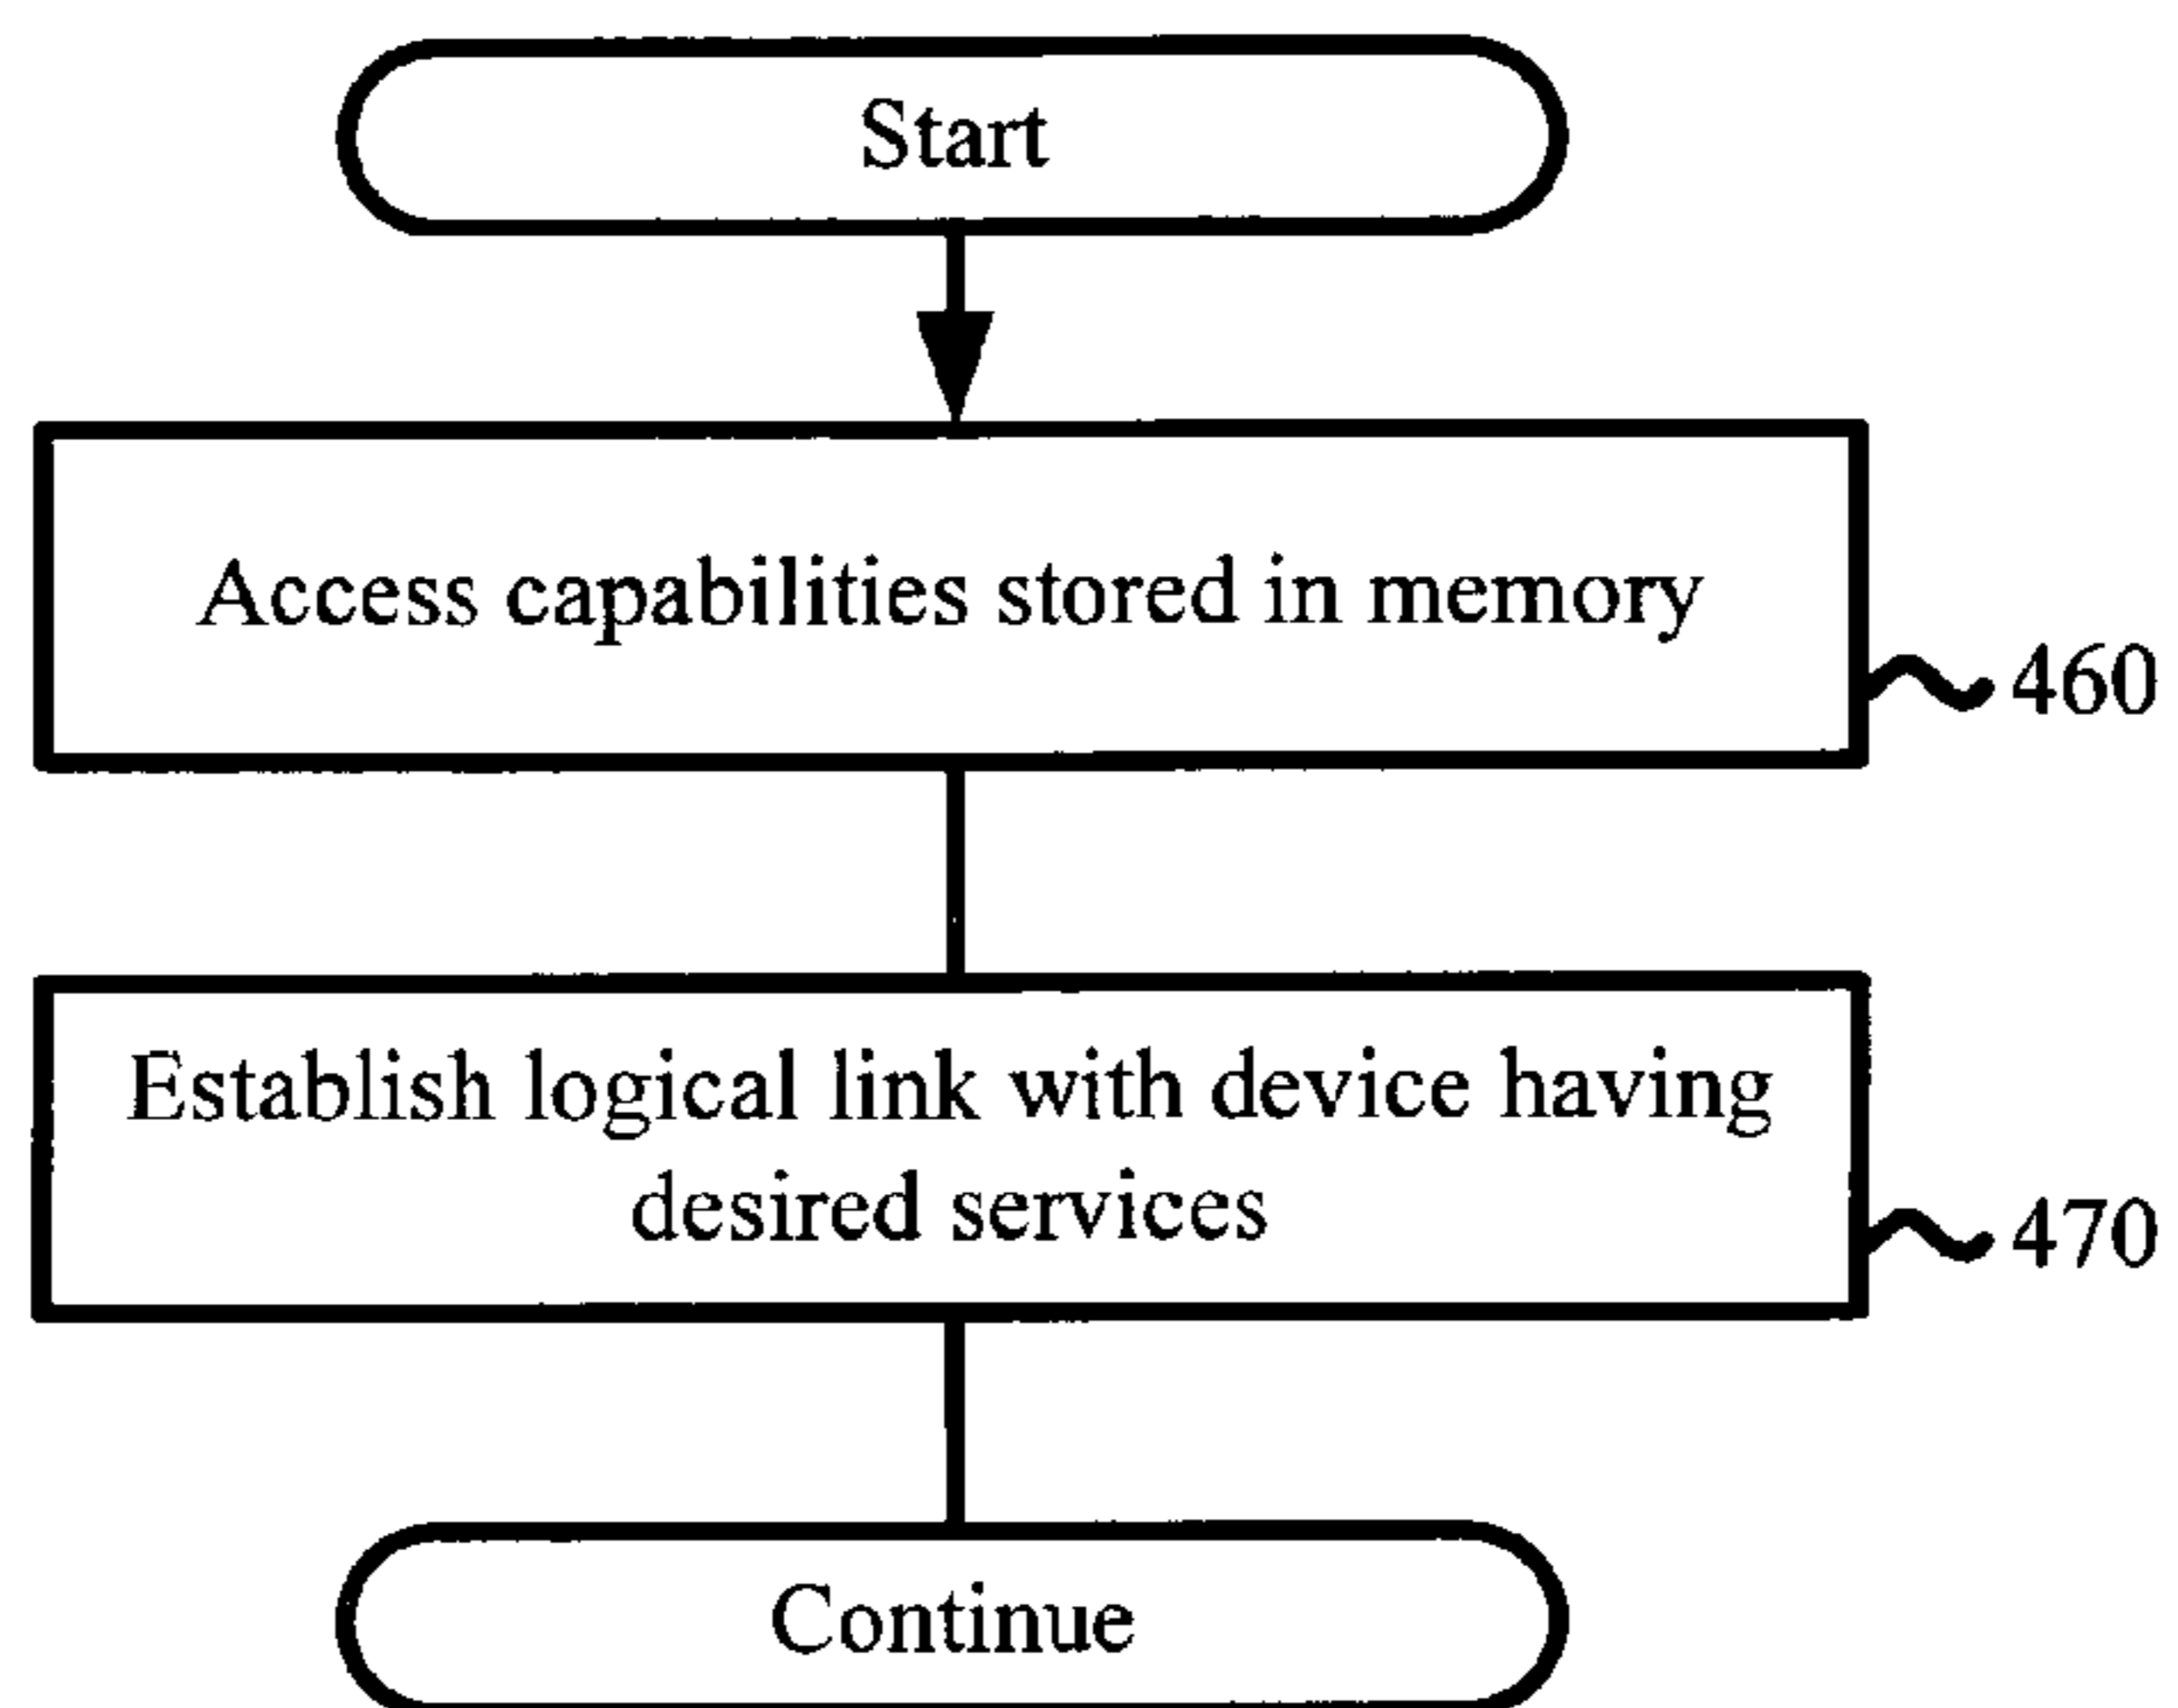 Start
Access capabilities stored in memory
460
Establish logical link with device having
desired services
470
Continue